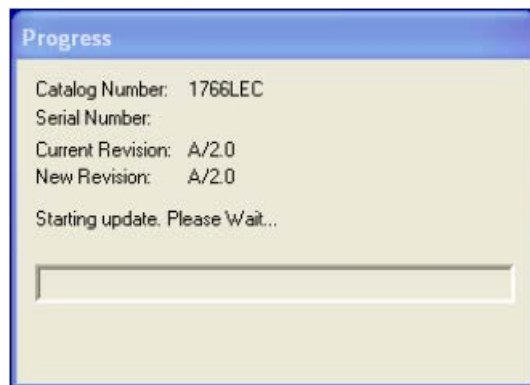 Progress
Catalog Number: 1766LEC
Serial Number:
Current Revision: A/2.0
New Revision: A/2.0
Starting update. Please Wait...